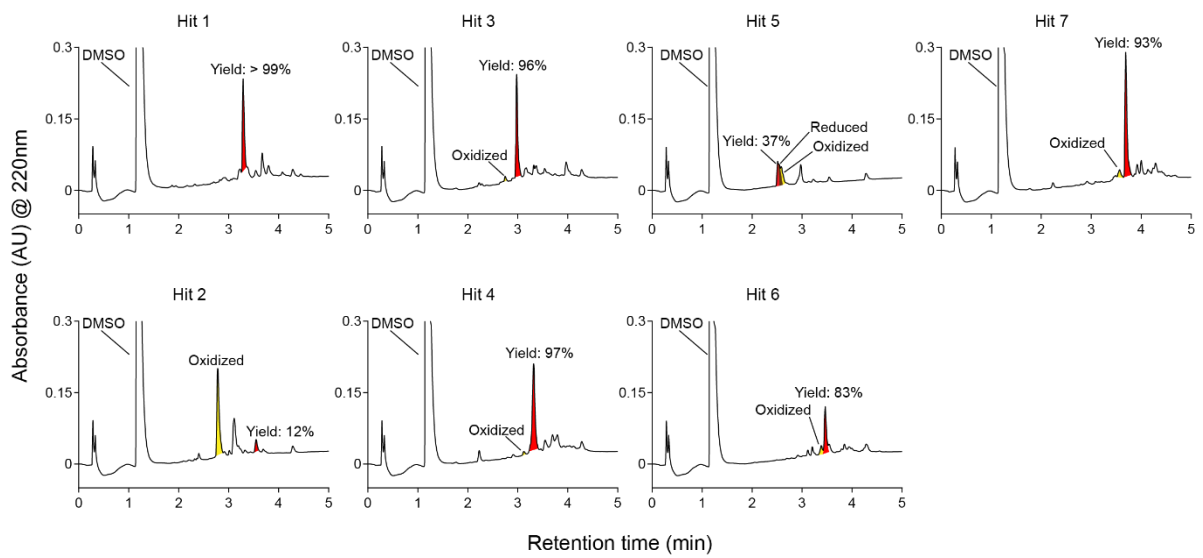 Hit 1
Hit 3
Hit 5
Hit 7
0.3
DMSO
Yield: > 99%
0.15
0
0 1 2 3 4 5
0.3
DMSO
Yield: 96%
0.15
Oxidized
0
0 1 2 3 4 5
0.3
DMSO
Reduced
Yield: 37%
Oxidized
0.15
0
0 1 2 3 4 5
0.3
DMSO
Yield: 93%
0.15
Oxidized
0
0 1 2 3 4 5
Absorbance (AU) @ 220nm
Hit 2
Hit 4
Hit 6
0.3
DMSO
Oxidized
0.15
Yield: 12%
0
0 1 2 3 4 5
0.3
DMSO
Yield: 97%
0.15
Oxidized
0
0 1 2 3 4 5
0.3
DMSO
Yield: 83%
0.15
Oxidized
0
0 1 2 3 4 5
Retention time (min)